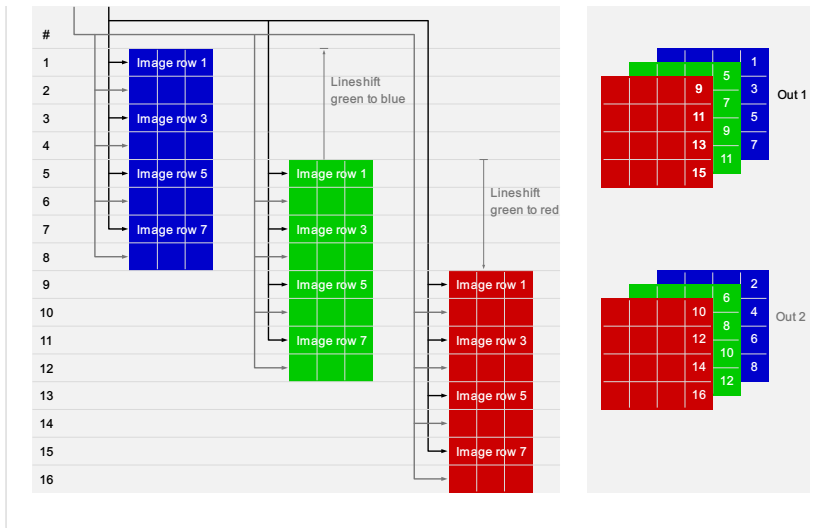 #
1 Image row 1
2 Lineshift
green to blue
3 Image row 3
4
5 Image row 5 Image row 1
6 Lineshift
green to red
7 Image row 7 Image row 3
8
9 Image row 5 Image row 1
10
11 Image row 7 Image row 3
12
13 Image row 5
14
15 Image row 7
16
1
5
9 3
7 Out 1
11 5
9
13 7
11
15
2
6
10 4
8 Out 2
12 6
10
14 8
12
16